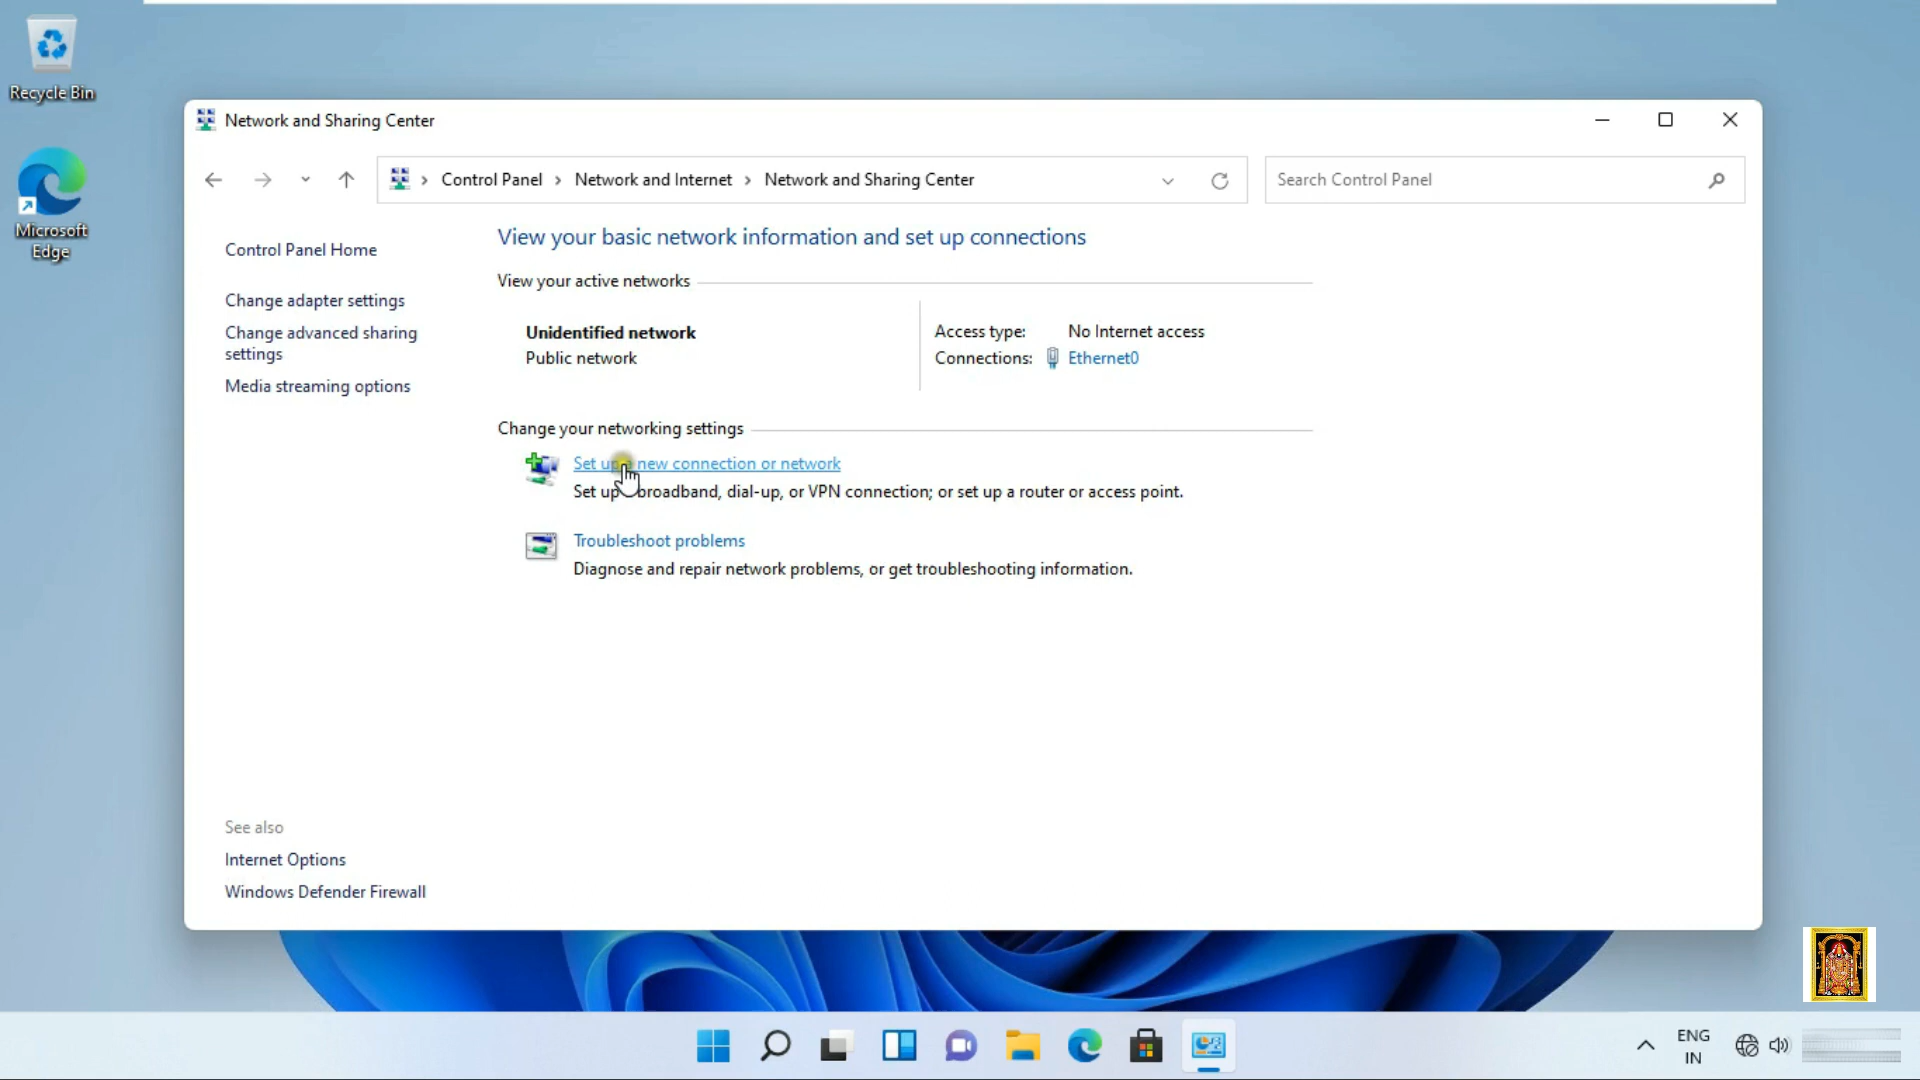 Recycle Bin
Microsoft
Edge
Network and Sharing Center
Control Panel > Network and Internet > Network and Sharing Center
Search Control Panel
Control Panel Home
Change adapter settings
Change advanced sharing
settings
Media streaming options
View your basic network information and set up connections
View your active networks
Unidentified network
Public network
Access type: No Internet access
Connections: Ethernet0
Change your networking settings
Set up new connection or network
Set up broadband, dial-up, or VPN connection; or set up a router or access point.
Troubleshoot problems
Diagnose and repair network problems, or get troubleshooting information.
See also
Internet Options
Windows Defender Firewall
ENG
IN